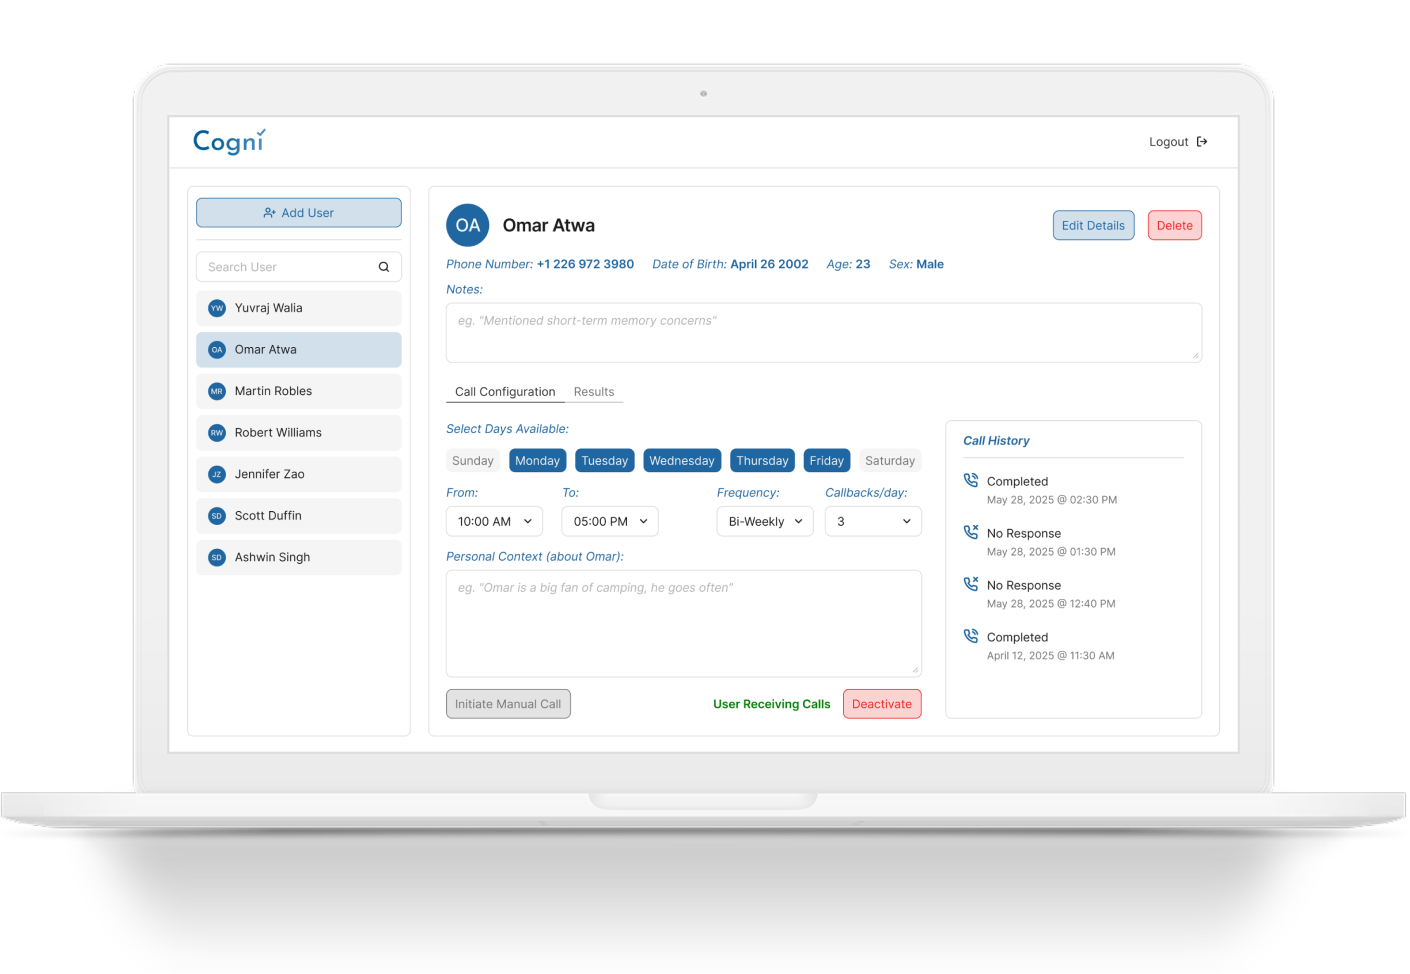 Cogni
Logout
Add User
Search User
YW Yuvraj Walia
OA Omar Atwa
MR Martin Robles
RW Robert Williams
JZ Jennifer Zao
SD Scott Duffin
SD Ashwin Singh
OA Omar Atwa
Edit Details Delete
Phone Number: +1 226 972 3980 Date of Birth: April 26 2002 Age: 23 Sex: Male
Notes:
eg. "Mentioned short-term memory concerns"
Call Configuration Results
Select Days Available:
Sunday Monday Tuesday Wednesday Thursday Friday Saturday
From: To: Frequency: Callbacks/day:
10:00 AM 05:00 PM Bi-Weekly 3
Personal Context (about Omar):
eg. "Omar is a big fan of camping, he goes often"
Initiate Manual Call User Receiving Calls Deactivate
Call History
Completed
May 28, 2025 @ 02:30 PM
No Response
May 28, 2025 @ 01:30 PM
No Response
May 28, 2025 @ 12:40 PM
Completed
April 12, 2025 @ 11:30 AM